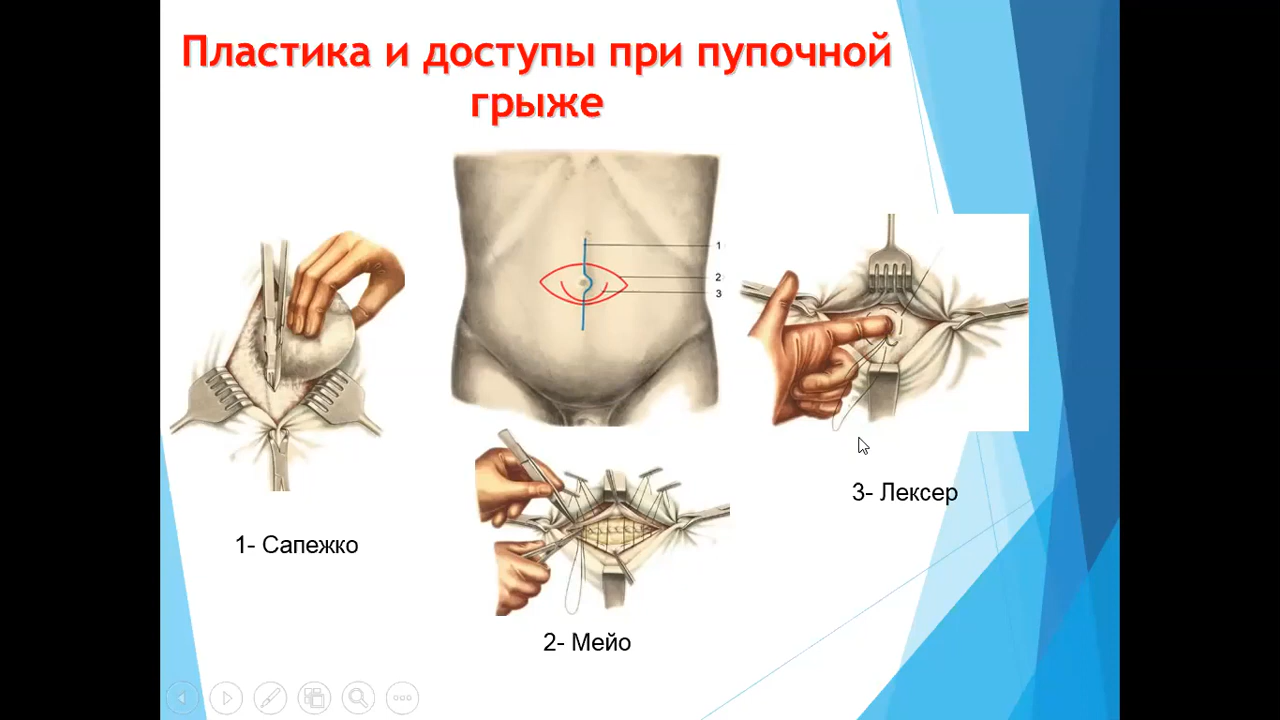 Пластика и доступы при пупочной
грыже
1
2
3
3- Лексер
1- Сапежко
2- Мейо